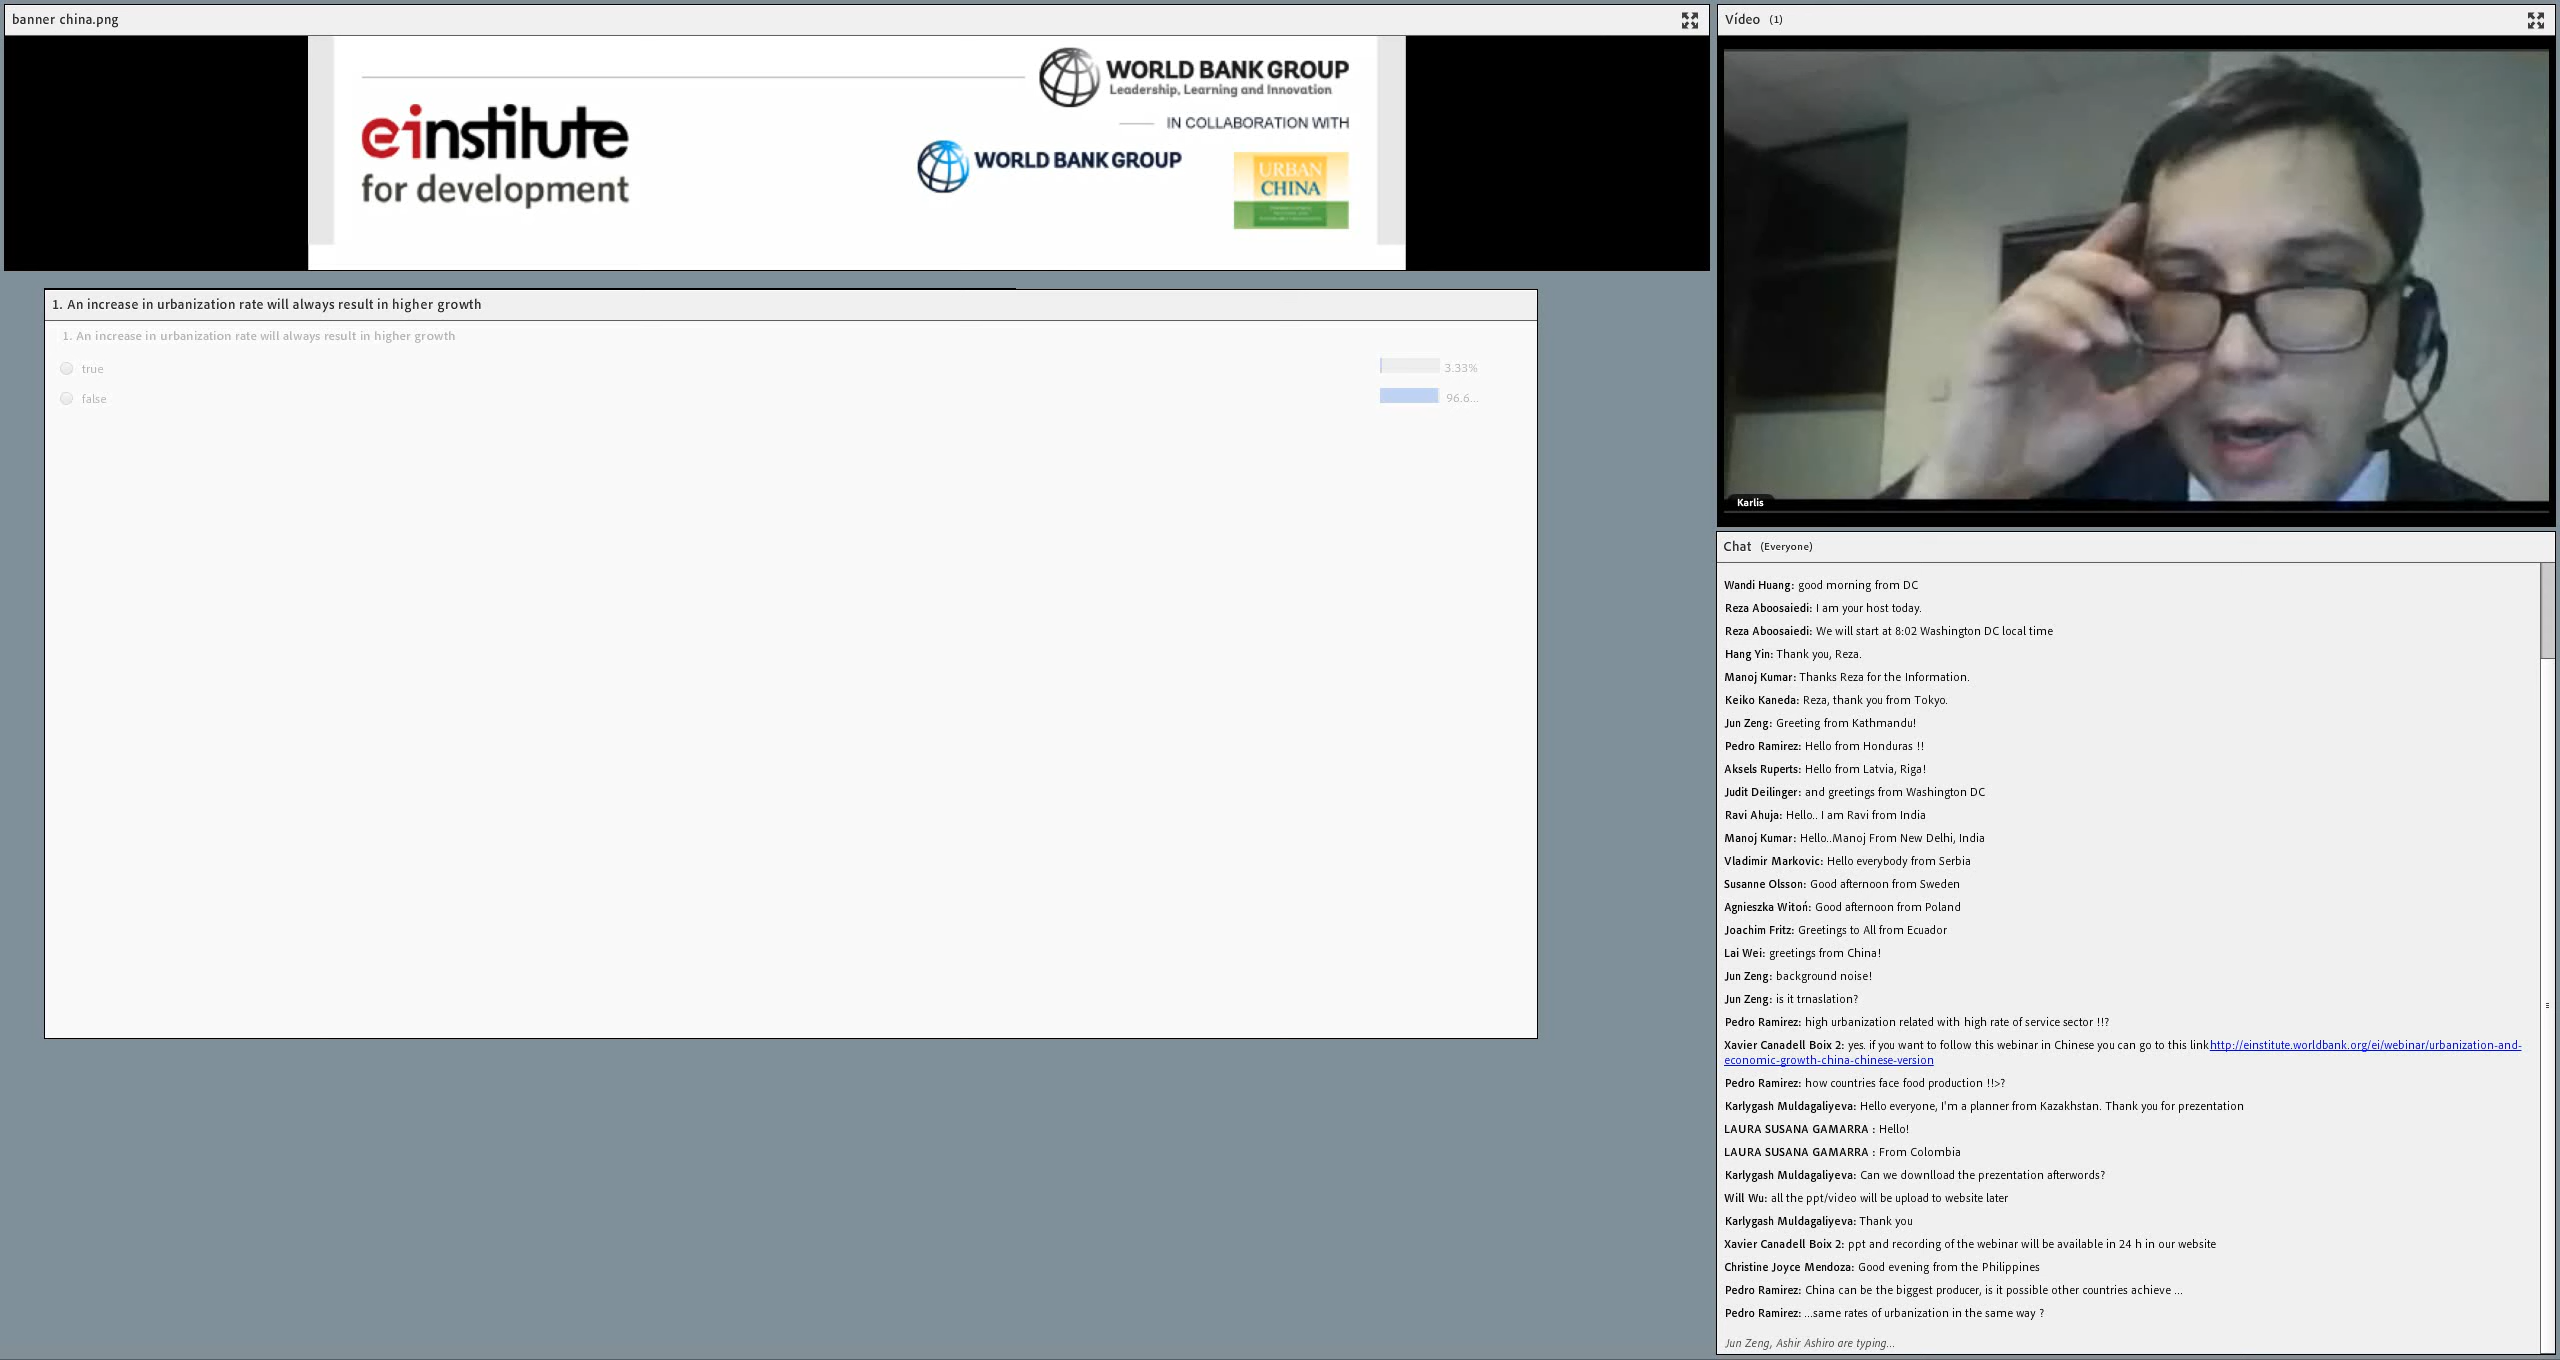 banner china.png
WORLD BANK GROUP
Leadership, Learning and Innovation
IN COLLABORATION WITH
einstitute
for development
WORLD BANK GROUP
URBAN
CHINA
1. An increase in urbanization rate will always result in higher growth
1. An increase in urbanization rate will always result in higher growth
true
3.33%
false
96.6...
Vídeo (1)
Karlis
Chat (Everyone)
Wandi Huang: good morning from DC
Reza Aboosaiedi: I am your host today.
Reza Aboosaiedi: We will start at 8:02 Washington DC local time
Hang Yin: Thank you, Reza.
Manoj Kumar: Thanks Reza for the Information.
Keiko Kaneda: Reza, thank you from Tokyo.
Jun Zeng: Greeting from Kathmandu!
Pedro Ramirez: Hello from Honduras !!
Aksels Ruperts: Hello from Latvia, Riga!
Judit Deilinger: and greetings from Washington DC
Ravi Ahuja: Hello.. I am Ravi from India
Manoj Kumar: Hello..Manoj From New Delhi, India
Vladimir Markovic: Hello everybody from Serbia
Susanne Olsson: Good afternoon from Sweden
Agnieszka Witoń: Good afternoon from Poland
Joachim Fritz: Greetings to All from Ecuador
Lai Wei: greetings from China!
Jun Zeng: background noise!
Jun Zeng: is it trnaslation?
Pedro Ramirez: high urbanization related with high rate of service sector !!?
Xavier Canadell Boix 2: yes. if you want to follow this webinar in Chinese you can go to this linkhttp://einstitute.worldbank.org/ei/webinar/urbanization-and-
economic-growth-china-chinese-version
Pedro Ramirez: how countries face food production !!>?
Karlygash Muldagaliyeva: Hello everyone, I'm a planner from Kazakhstan. Thank you for prezentation
LAURA SUSANA GAMARRA : Hello!
LAURA SUSANA GAMARRA : From Colombia
Karlygash Muldagaliyeva: Can we downlload the prezentation afterwords?
Will Wu: all the ppt/video will be upload to website later
Karlygash Muldagaliyeva: Thank you
Xavier Canadell Boix 2: ppt and recording of the webinar will be available in 24 h in our website
Christine Joyce Mendoza: Good evening from the Philippines
Pedro Ramirez: China can be the biggest producer, is it possible other countries achieve ...
Pedro Ramirez: ...same rates of urbanization in the same way ?
Jun Zeng, Ashir Ashiro are typing...